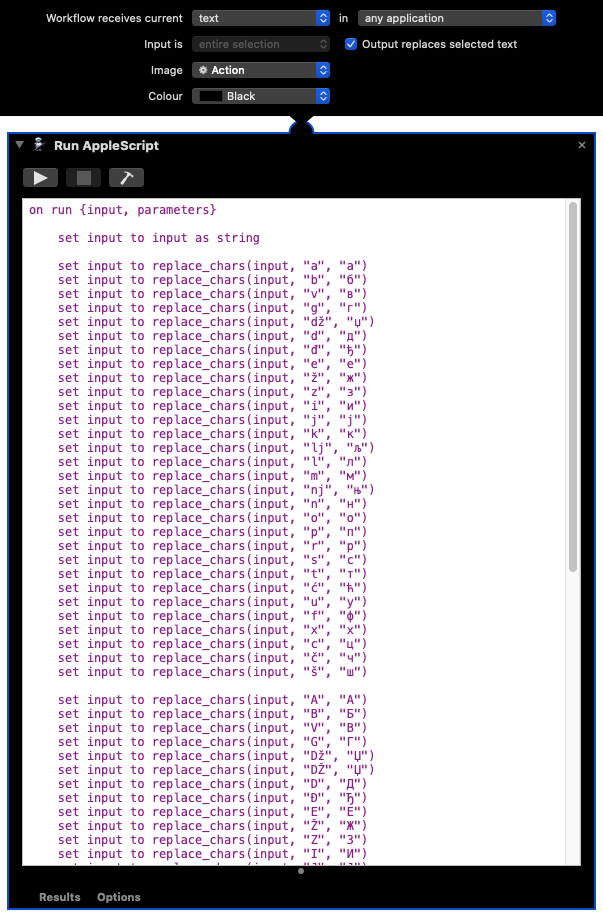 Workflow receives current text in any application
Input is entire selection Output replaces selected text
Image Action
Colour Black
Run AppleScript
on run {input, parameters}
set input to input as string
set input to replace_chars(input, "a", "а")
set input to replace_chars(input, "b", "б")
set input to replace_chars(input, "v", "в")
set input to replace_chars(input, "g", "г")
set input to replace_chars(input, "dž", "џ")
set input to replace_chars(input, "d", "д")
set input to replace_chars(input, "đ", "ђ")
set input to replace_chars(input, "e", "е")
set input to replace_chars(input, "ž", "ж")
set input to replace_chars(input, "z", "з")
set input to replace_chars(input, "i", "и")
set input to replace_chars(input, "j", "ј")
set input to replace_chars(input, "k", "к")
set input to replace_chars(input, "lj", "љ")
set input to replace_chars(input, "l", "л")
set input to replace_chars(input, "m", "м")
set input to replace_chars(input, "nj", "њ")
set input to replace_chars(input, "n", "н")
set input to replace_chars(input, "o", "о")
set input to replace_chars(input, "p", "п")
set input to replace_chars(input, "r", "р")
set input to replace_chars(input, "s", "с")
set input to replace_chars(input, "t", "т")
set input to replace_chars(input, "ć", "ћ")
set input to replace_chars(input, "u", "у")
set input to replace_chars(input, "f", "ф")
set input to replace_chars(input, "x", "х")
set input to replace_chars(input, "c", "ц")
set input to replace_chars(input, "č", "ч")
set input to replace_chars(input, "š", "ш")
set input to replace_chars(input, "A", "А")
set input to replace_chars(input, "B", "Б")
set input to replace_chars(input, "V", "В")
set input to replace_chars(input, "G", "Г")
set input to replace_chars(input, "Dž", "Џ")
set input to replace_chars(input, "DŽ", "Џ")
set input to replace_chars(input, "D", "Д")
set input to replace_chars(input, "Đ", "Ђ")
set input to replace_chars(input, "E", "Е")
set input to replace_chars(input, "Ž", "Ж")
set input to replace_chars(input, "Z", "З")
set input to replace_chars(input, "I", "И")
Results Options